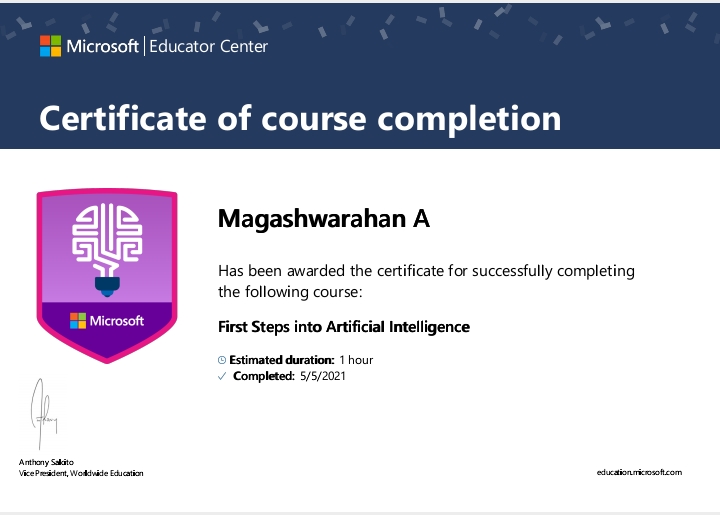 Microsoft | Educator Center
Certificate of course completion
Magashwarahan A
Has been awarded the certificate for successfully completing
the following course:
First Steps into Artificial Intelligence
Microsoft
Estimated duration: 1 hour
Completed: 5/5/2021
Anthony Salcito
Vice President, Worldwide Education
education.microsoft.com